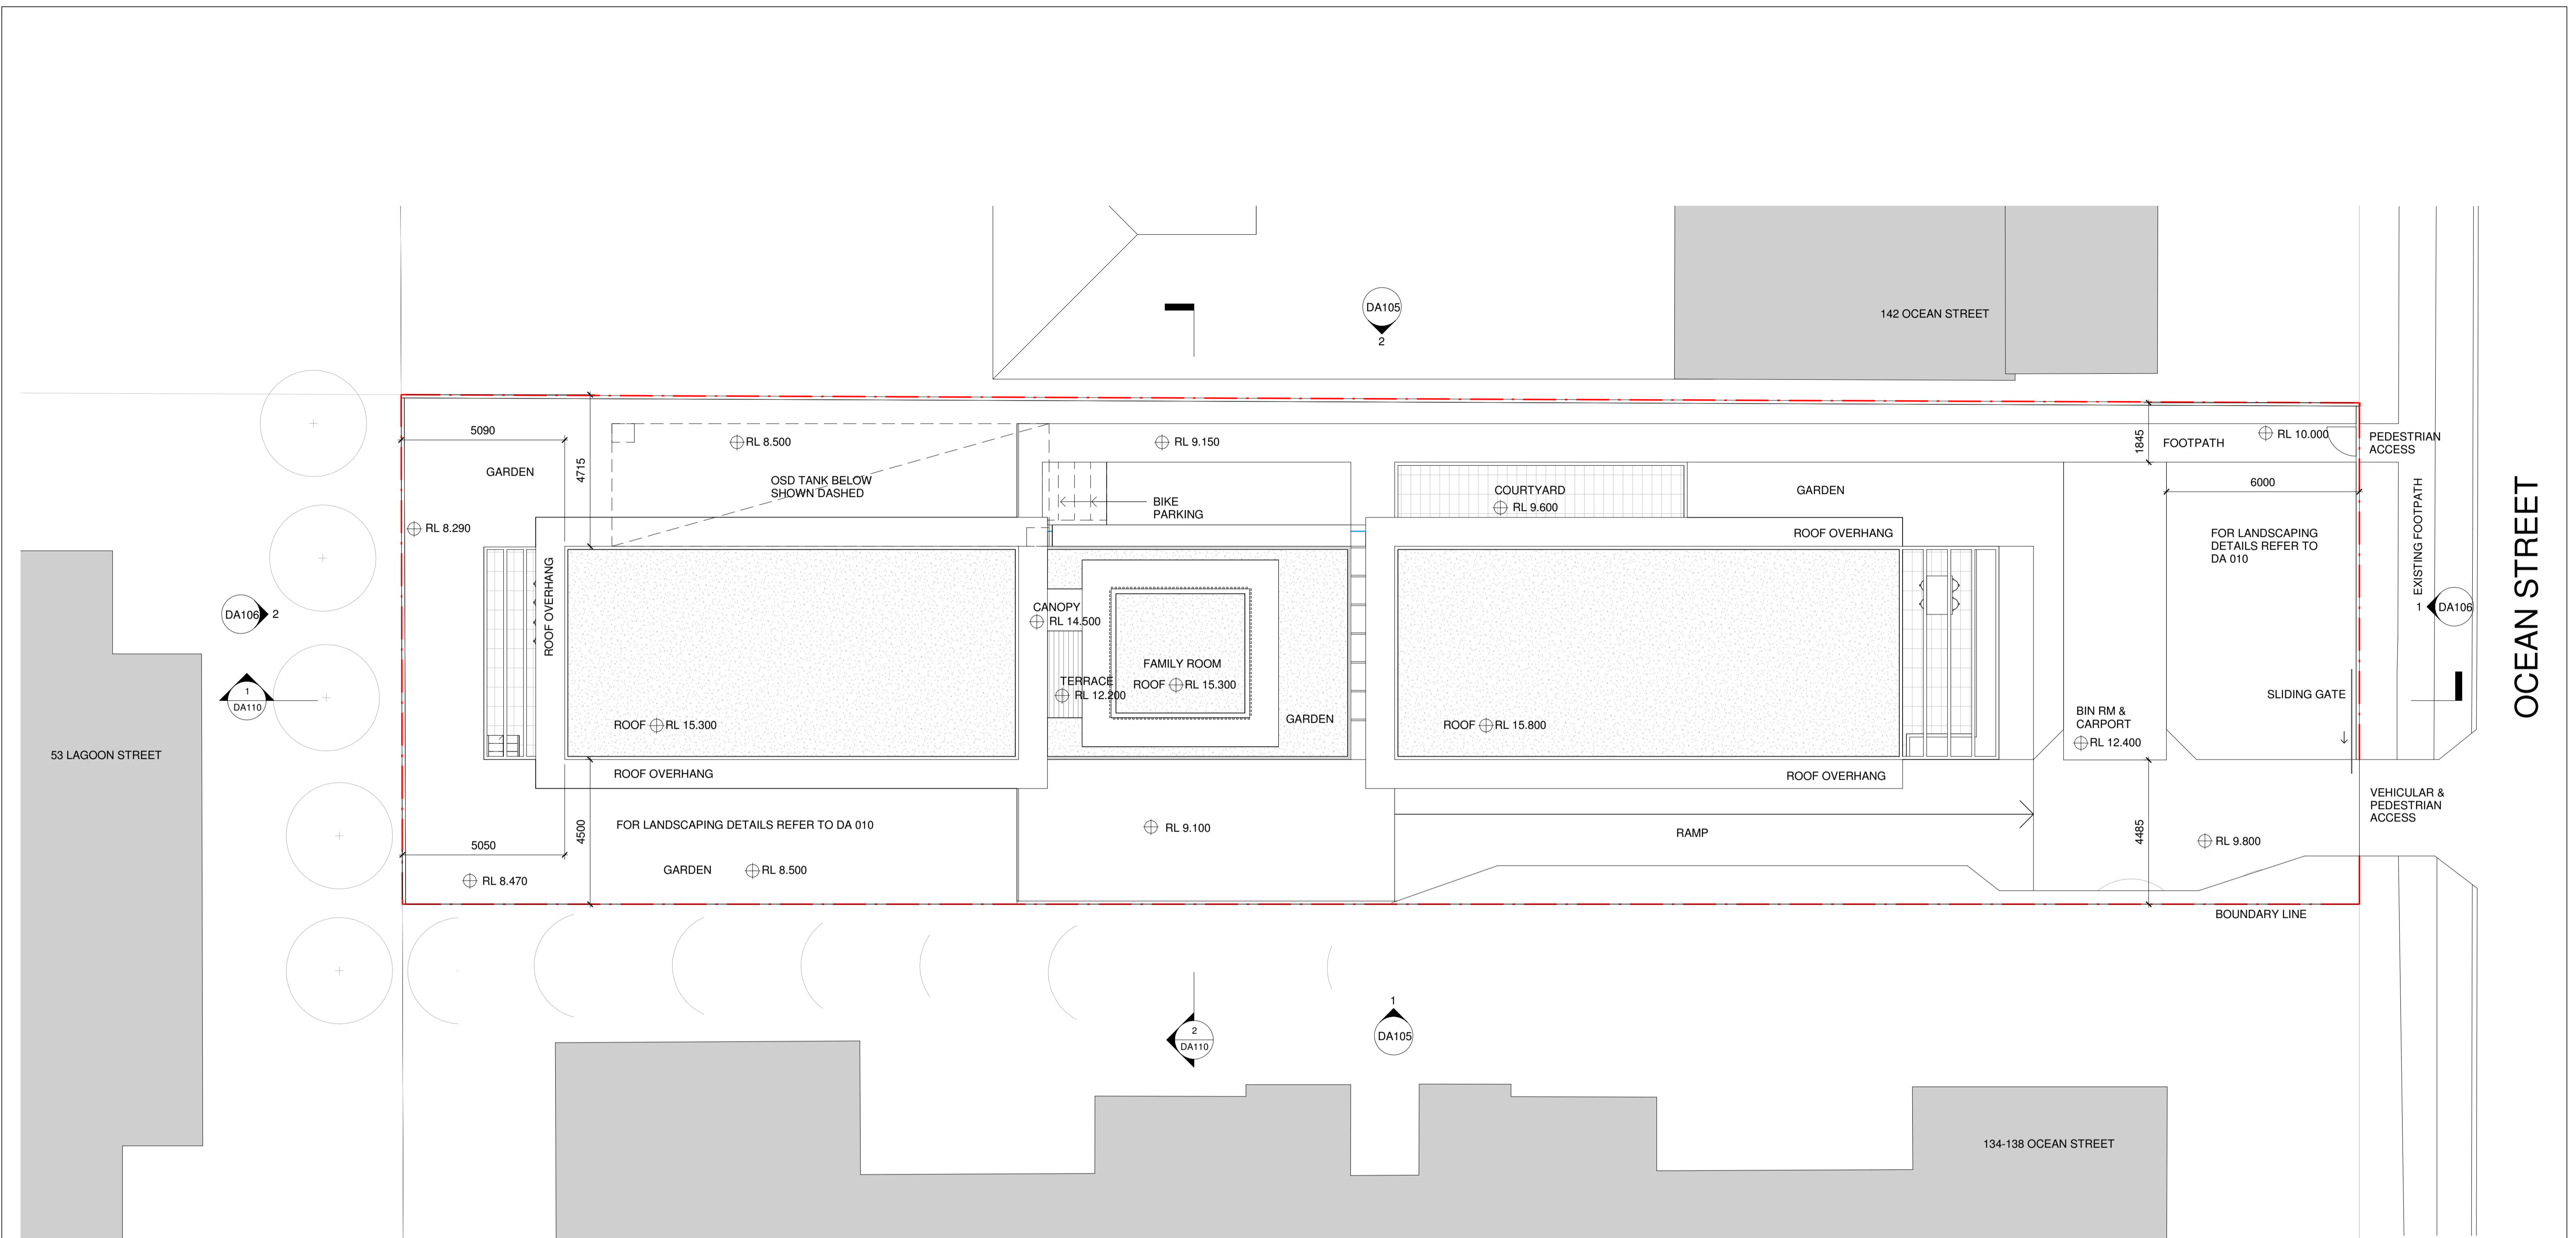 142 OCEAN STREET
DA105
2
5090
4715
GARDEN
RL 8.500
OSD TANK BELOW
SHOWN DASHED
RL 9.150
BIKE
PARKING
COURTYARD
RL 9.600
GARDEN
ROOF OVERHANG
1845
FOOTPATH
RL 10.000
PEDESTRIAN
ACCESS
6000
FOR LANDSCAPING
DETAILS REFER TO
DA 010
EXISTING FOOTPATH
OCEAN STREET
1
DA106
RL 8.290
DA106
2
1
DA110
53 LAGOON STREET
ROOF OVERHANG
ROOF
RL 15.300
CANOPY
RL 14.500
TERRACE
RL 12.200
FAMILY ROOM
ROOF
RL 15.300
GARDEN
ROOF
RL 15.800
BIN RM &
CARPORT
RL 12.400
SLIDING GATE
ROOF OVERHANG
ROOF OVERHANG
VEHICULAR &
PEDESTRIAN
ACCESS
5050
4500
FOR LANDSCAPING DETAILS REFER TO DA 010
GARDEN
RL 8.500
RL 8.470
RL 9.100
RAMP
4485
RL 9.800
BOUNDARY LINE
2
DA110
1
DA105
134-138 OCEAN STREET